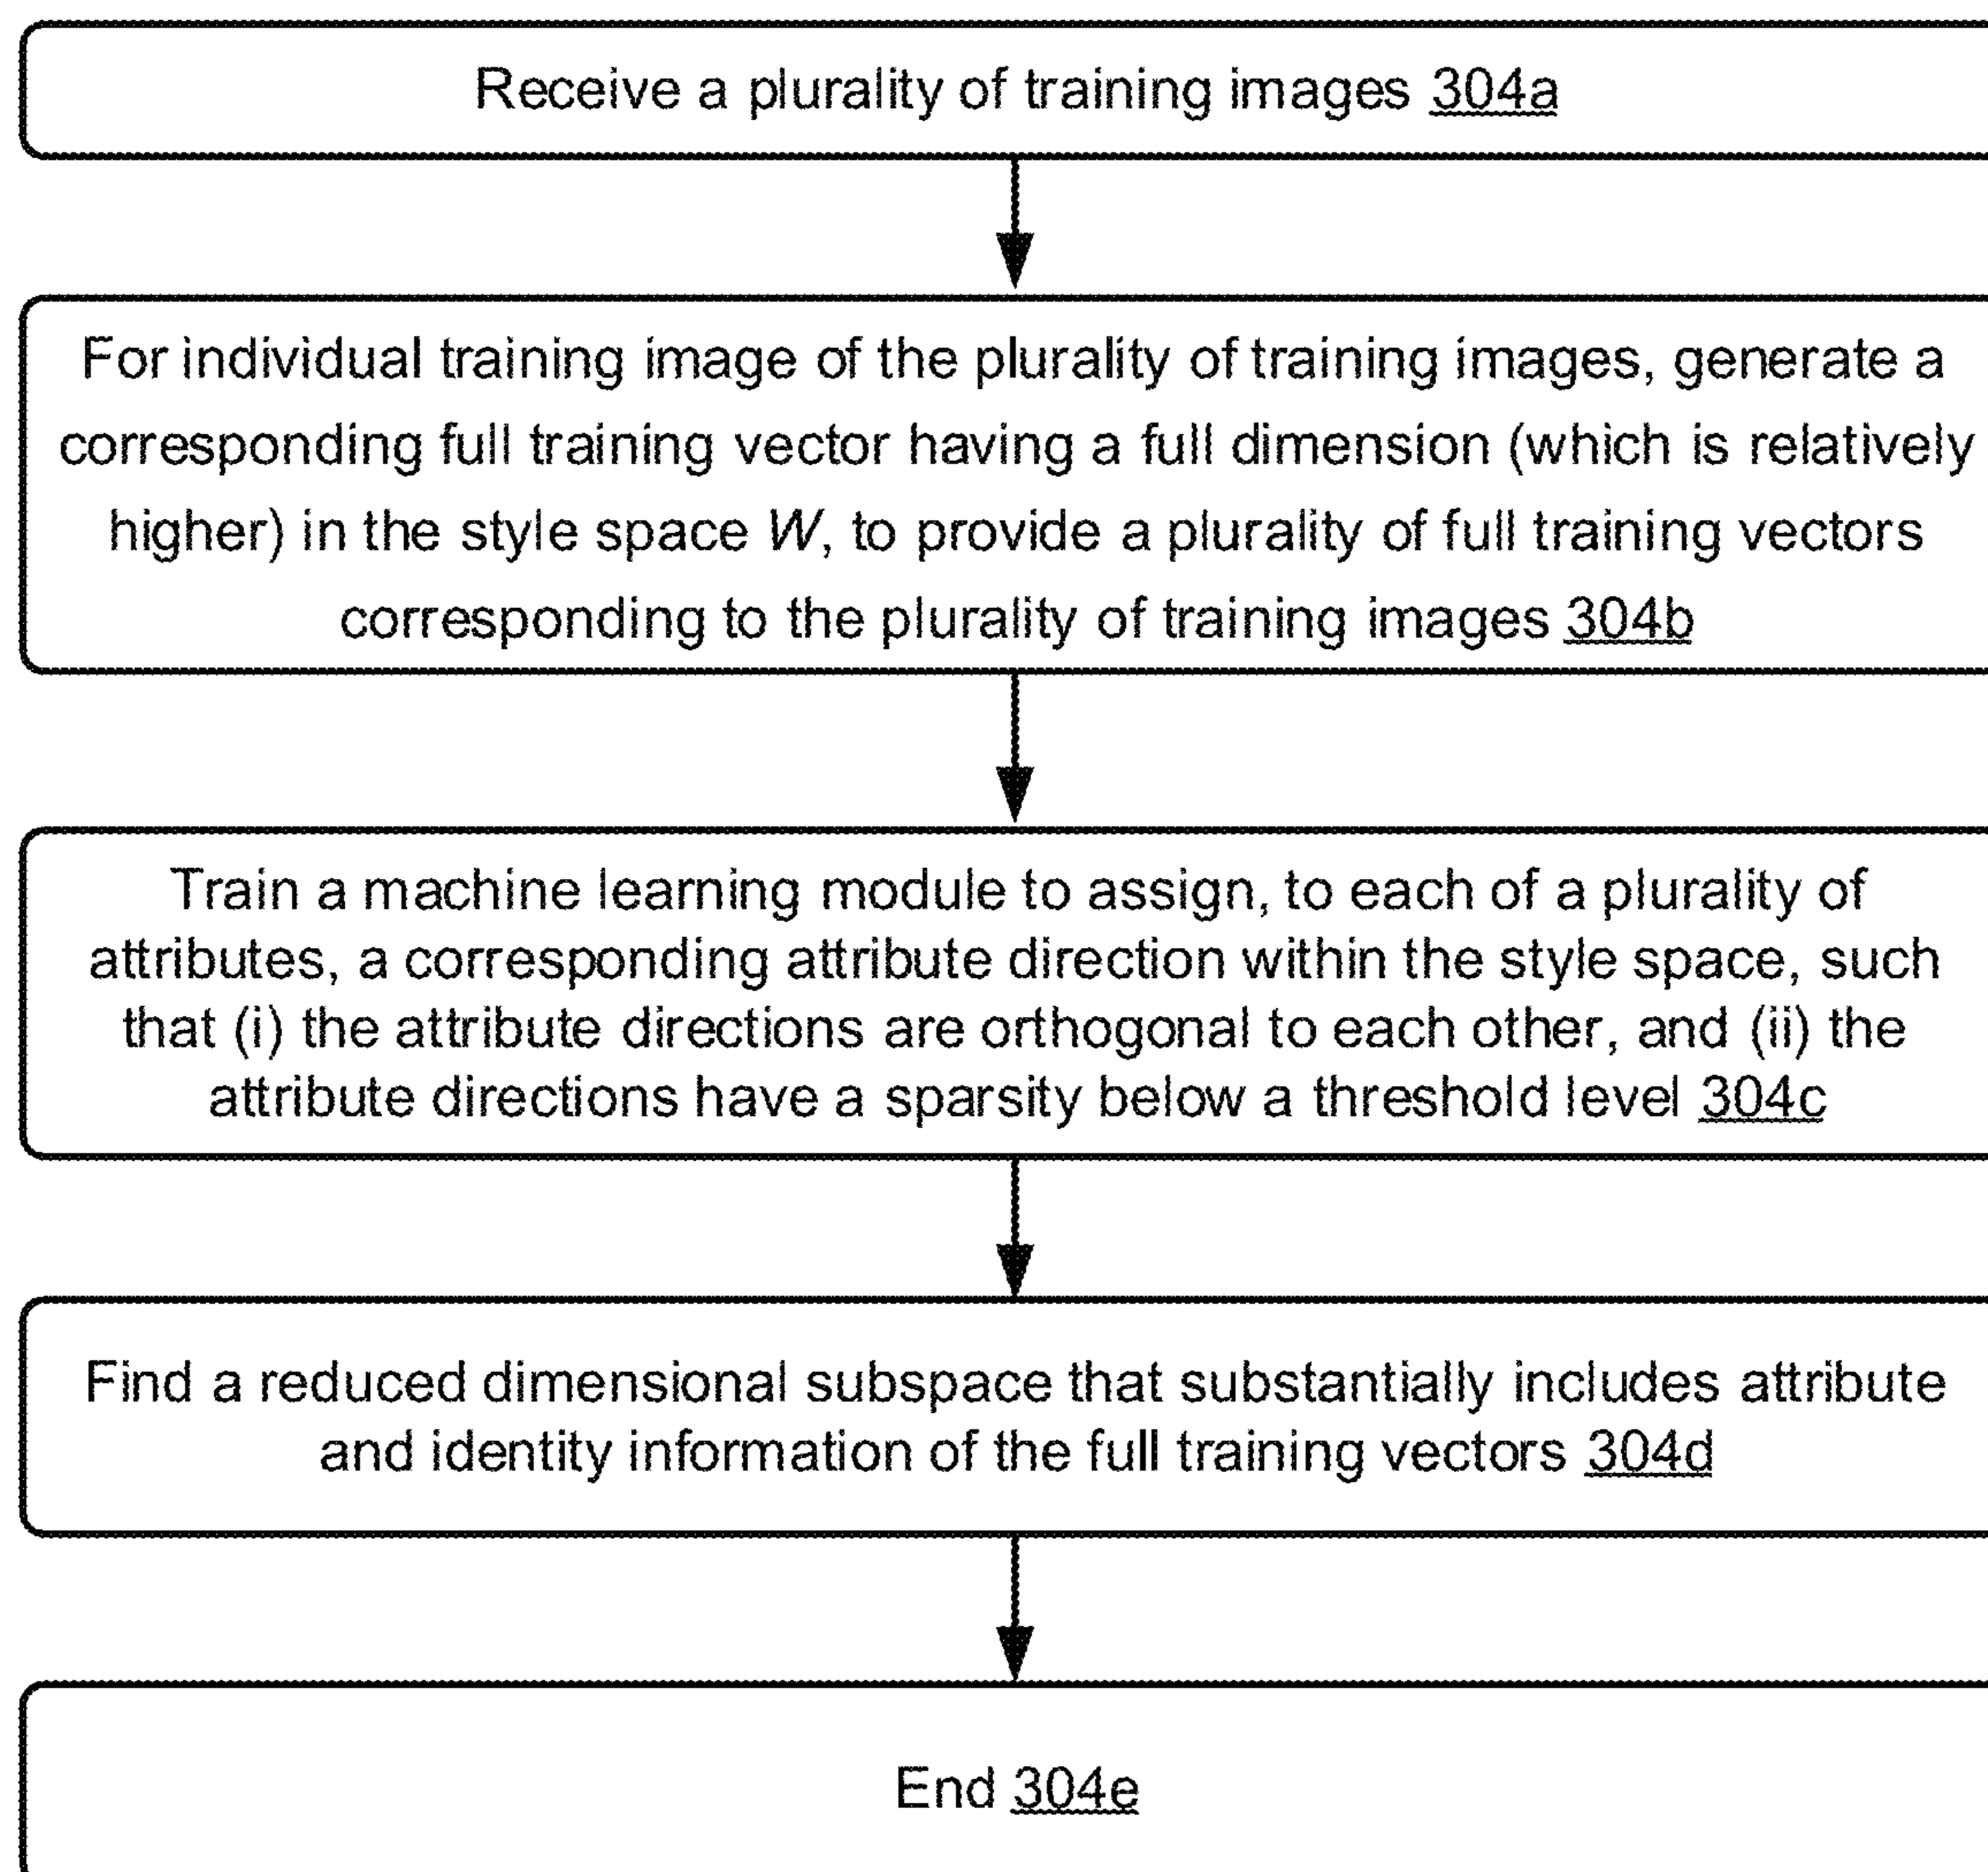 Receive a plurality of training images 304a
For individual training image of the plurality of training images, generate a
corresponding full training vector having a full dimension (which is relatively
higher) in the style space W, to provide a plurality of full training vectors
corresponding to the plurality of training images 304b
Train a machine learning module to assign, to each of a plurality of
attributes, a corresponding attribute direction within the style space, such
that (i) the attribute directions are orthogonal to each other, and (ii) the
attribute directions have a sparsity below a threshold level 304c
Find a reduced dimensional subspace that substantially includes attribute
and identity information of the full training vectors 304d
End 304e